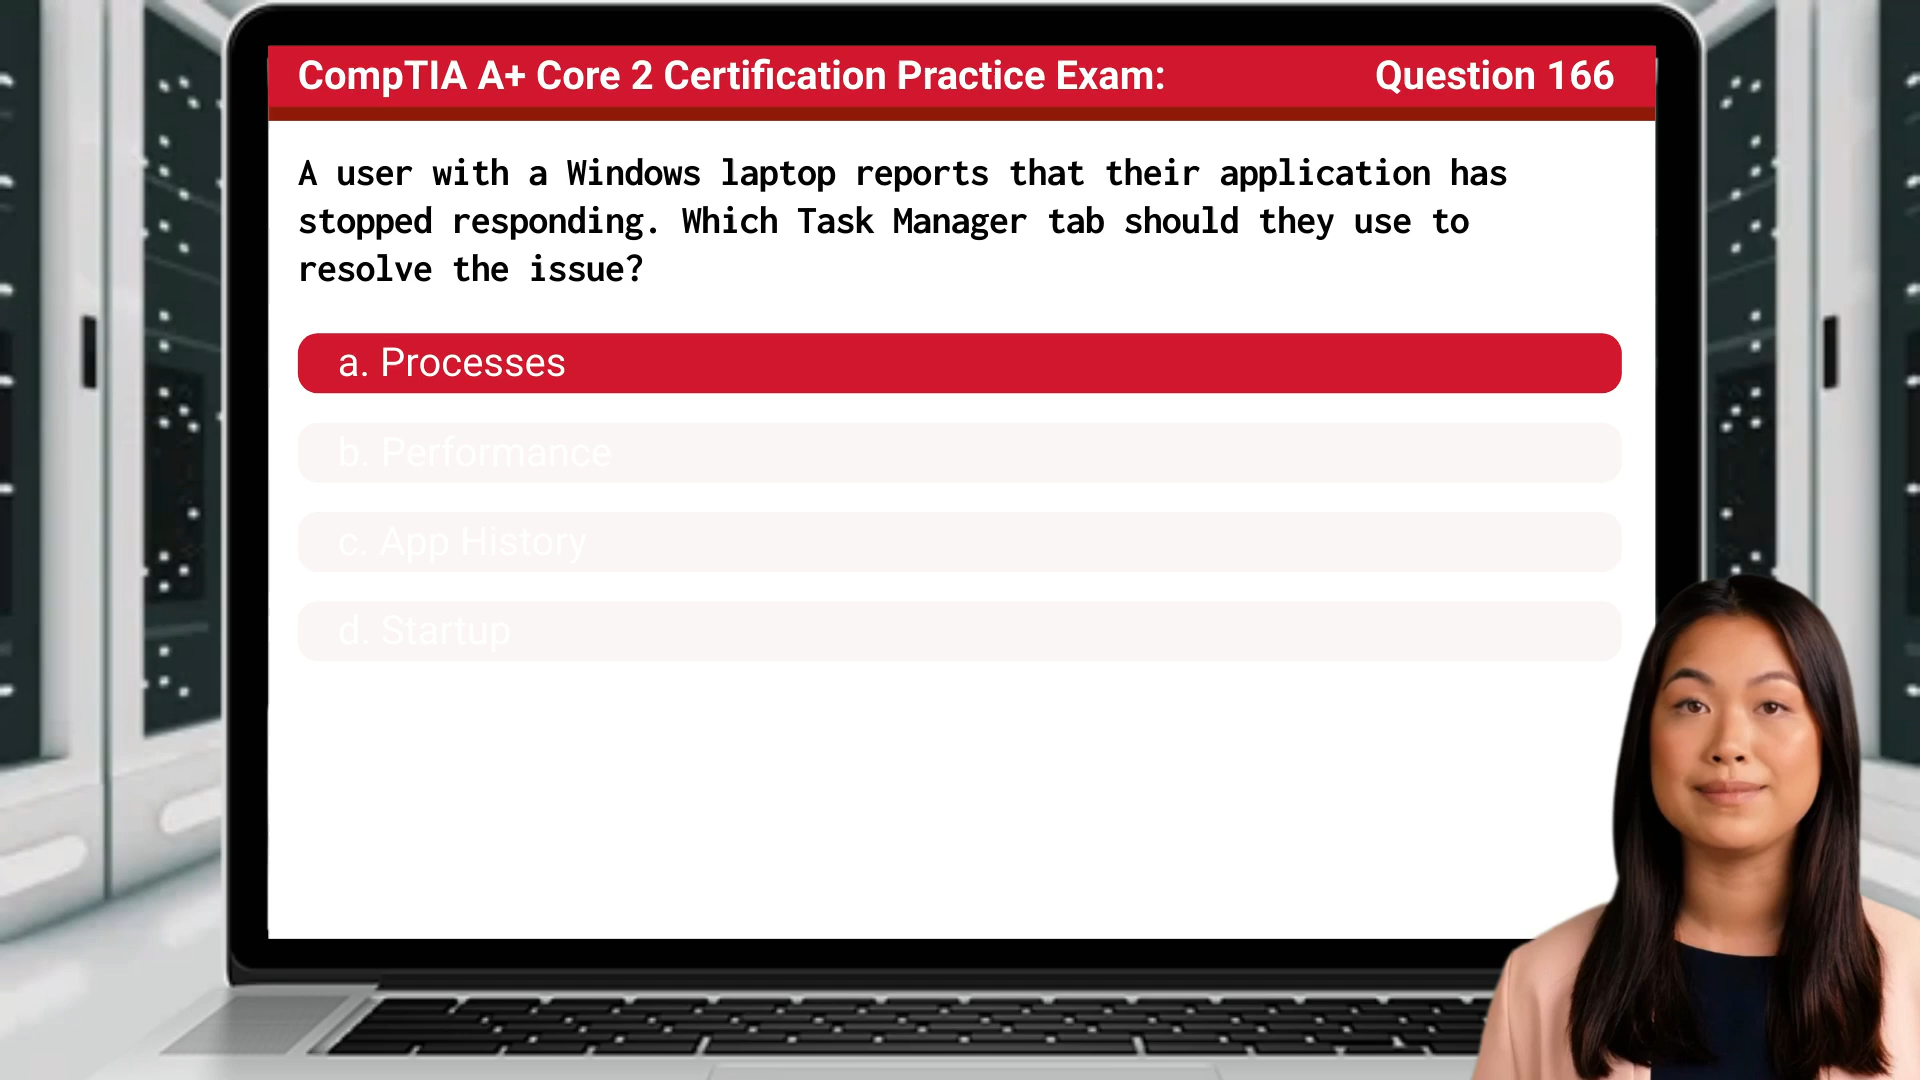 CompTIA A+ Core 2 Certification Practice Exam: Question 166
A user with a Windows laptop reports that their application has
stopped responding. Which Task Manager tab should they use to
resolve the issue?
a. Processes
b. Performance
c. App History
d. Startup